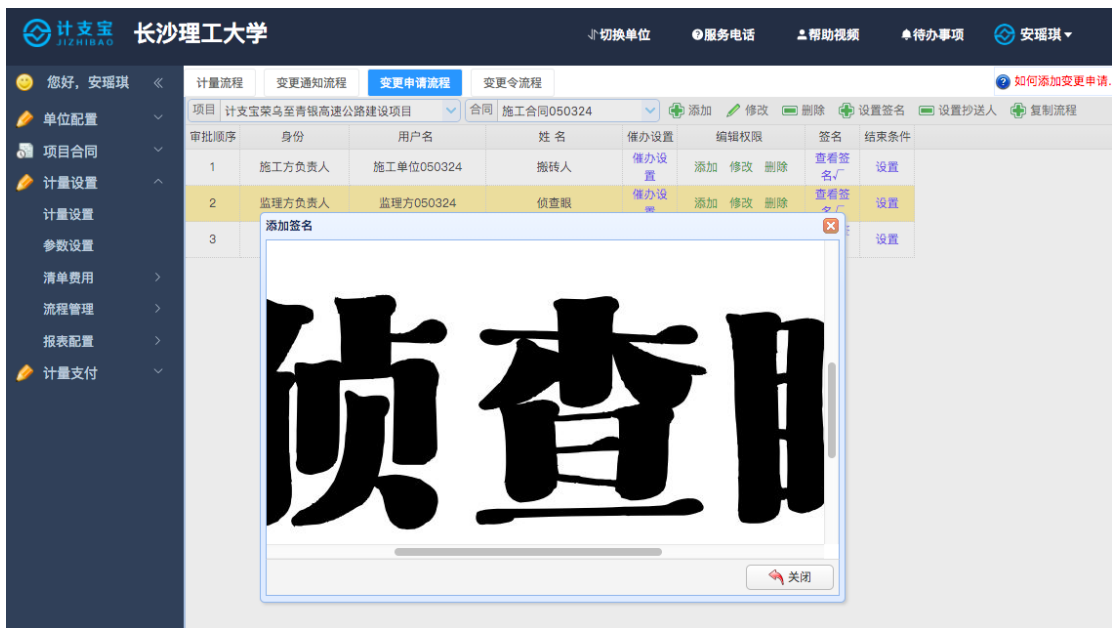 计支宝 JIZHIBAO 长沙理工大学 切换单位 服务电话 帮助视频 待办事项 安瑶琪
您好，安瑶琪
单位配置
项目合同
计量设置
计量设置
参数设置
清单费用
流程管理
报表配置
计量支付
计量流程 变更通知流程 变更申请流程 变更令流程 如何添加变更申请.
项目 计支宝荣乌至青银高速公路建设项目 合同 施工合同050324 添加 修改 删除 设置签名 设置抄送人 复制流程
审批顺序 身份 用户名 姓 名 催办设置 编辑权限 签名 结束条件
1 施工方负责人 施工单位050324 搬砖人 催办设置 添加 修改 删除 查看签名√ 设置
2 监理方负责人 监理方050324 侦查眼 催办设置 添加 修改 删除 查看签名√ 设置
3 设置
添加签名
侦查
关闭